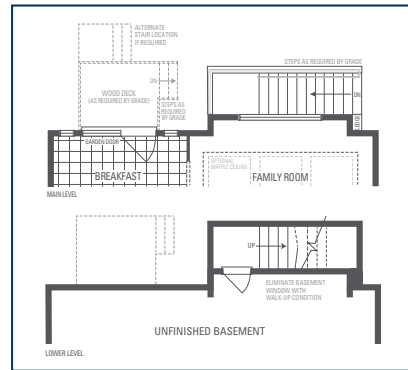 ALTERNATE
STAIR LOCATION
IF REQUIRED
STEPS AS REQUIRED BY GRADE
DN
WOOD DECK
(AS REQUIRED BY GRADE)
STEPS AS
REQUIRED
BY GRADE
DN
GARDEN DOOR
BREAKFAST
OPTIONAL
WAFFLE CEILING
FAMILY ROOM
MAIN LEVEL
UP
ELIMINATE BASEMENT
WINDOW WITH
WALK-UP CONDITION
UNFINISHED BASEMENT
LOWER LEVEL